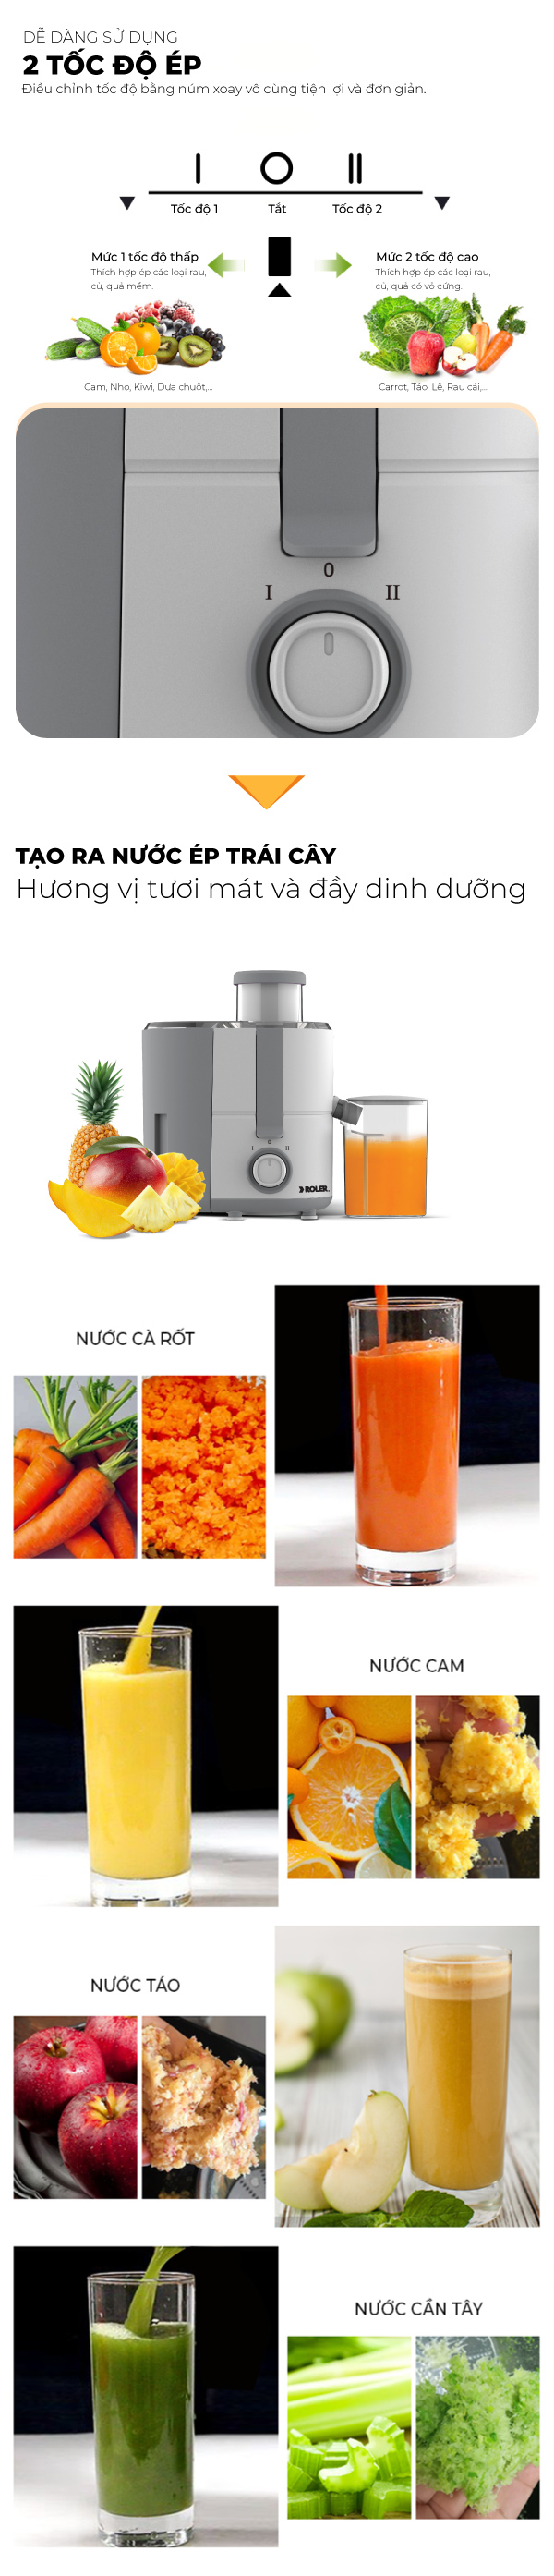 DỄ DÀNG SỬ DỤNG
2 TỐC ĐỘ ÉP
Điều chỉnh tốc độ bằng núm xoay vô cùng tiện lợi và đơn giản.
I O II
Tốc độ 1 Tắt Tốc độ 2
Mức 1 tốc độ thấp
Thích hợp ép các loại rau,
củ, quả mềm.
Cam, Nho, Kiwi, Dưa chuột,...
Mức 2 tốc độ cao
Thích hợp ép các loại rau,
củ, quả có vỏ cứng.
Carrot, Táo, Lê, Rau cải,...
0
I II
TẠO RA NƯỚC ÉP TRÁI CÂY
Hương vị tươi mát và đầy dinh dưỡng
0
I II
ROLER
NƯỚC CÀ RỐT
NƯỚC CAM
NƯỚC TÁO
NƯỚC CẦN TÂY